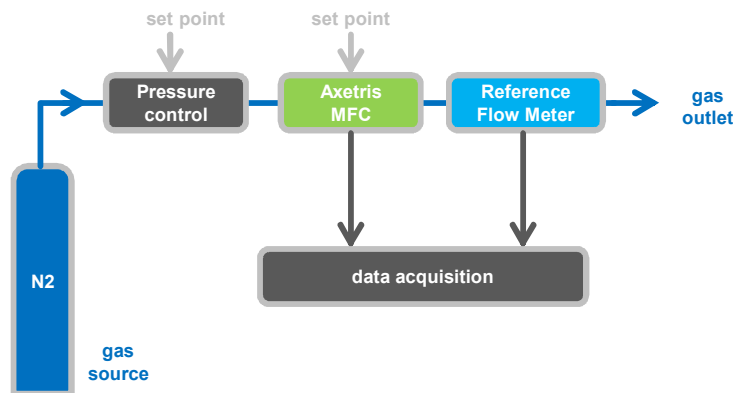 set point
set point
Pressure
control
Axetris
MFC
Reference
Flow Meter
gas
outlet
data acquisition
N2
gas
source